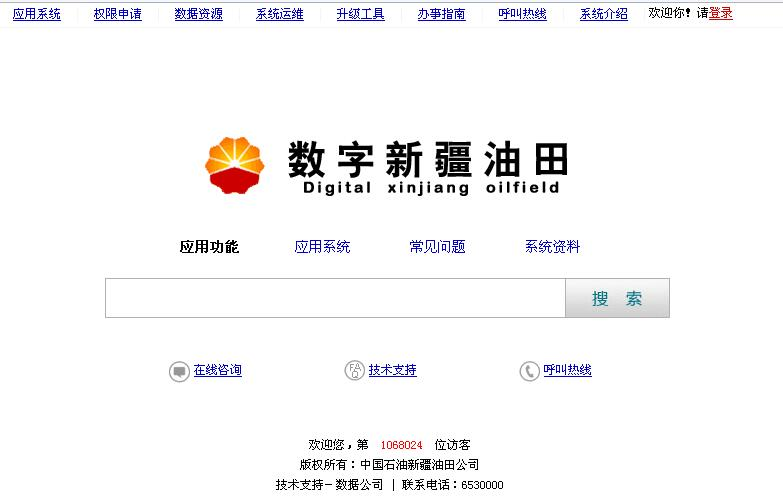 应用系统 权限申请 数据资源 系统运维 升级工具 办事指南 呼叫热线 系统介绍 欢迎你！请登录
数字新疆油田
Digital xinjiang oilfield
应用功能 应用系统 常见问题 系统资料
搜 索
在线咨询 FAQ 技术支持 呼叫热线
欢迎您，第 1068024 位访客
版权所有：中国石油新疆油田公司
技术支持－数据公司 | 联系电话：6530000